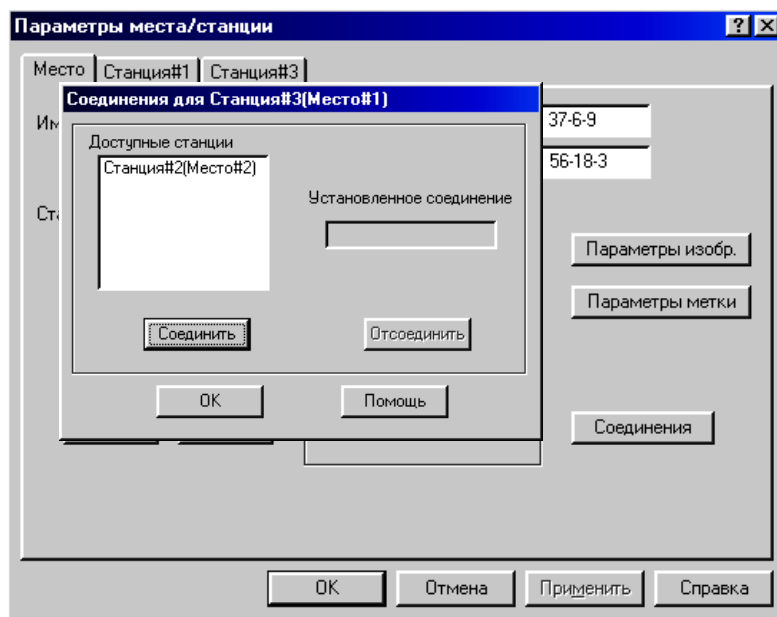 Параметры места/станции
Место Станция#1 Станция#3
Соединения для Станция#3(Место#1)
37-6-9
Доступные станции
Станция#2(Место#2)
56-18-3
Установленное соединение
Параметры изобр.
Параметры метки
Соединить Отсоединить
OK Помощь
Соединения
OK Отмена Применить Справка